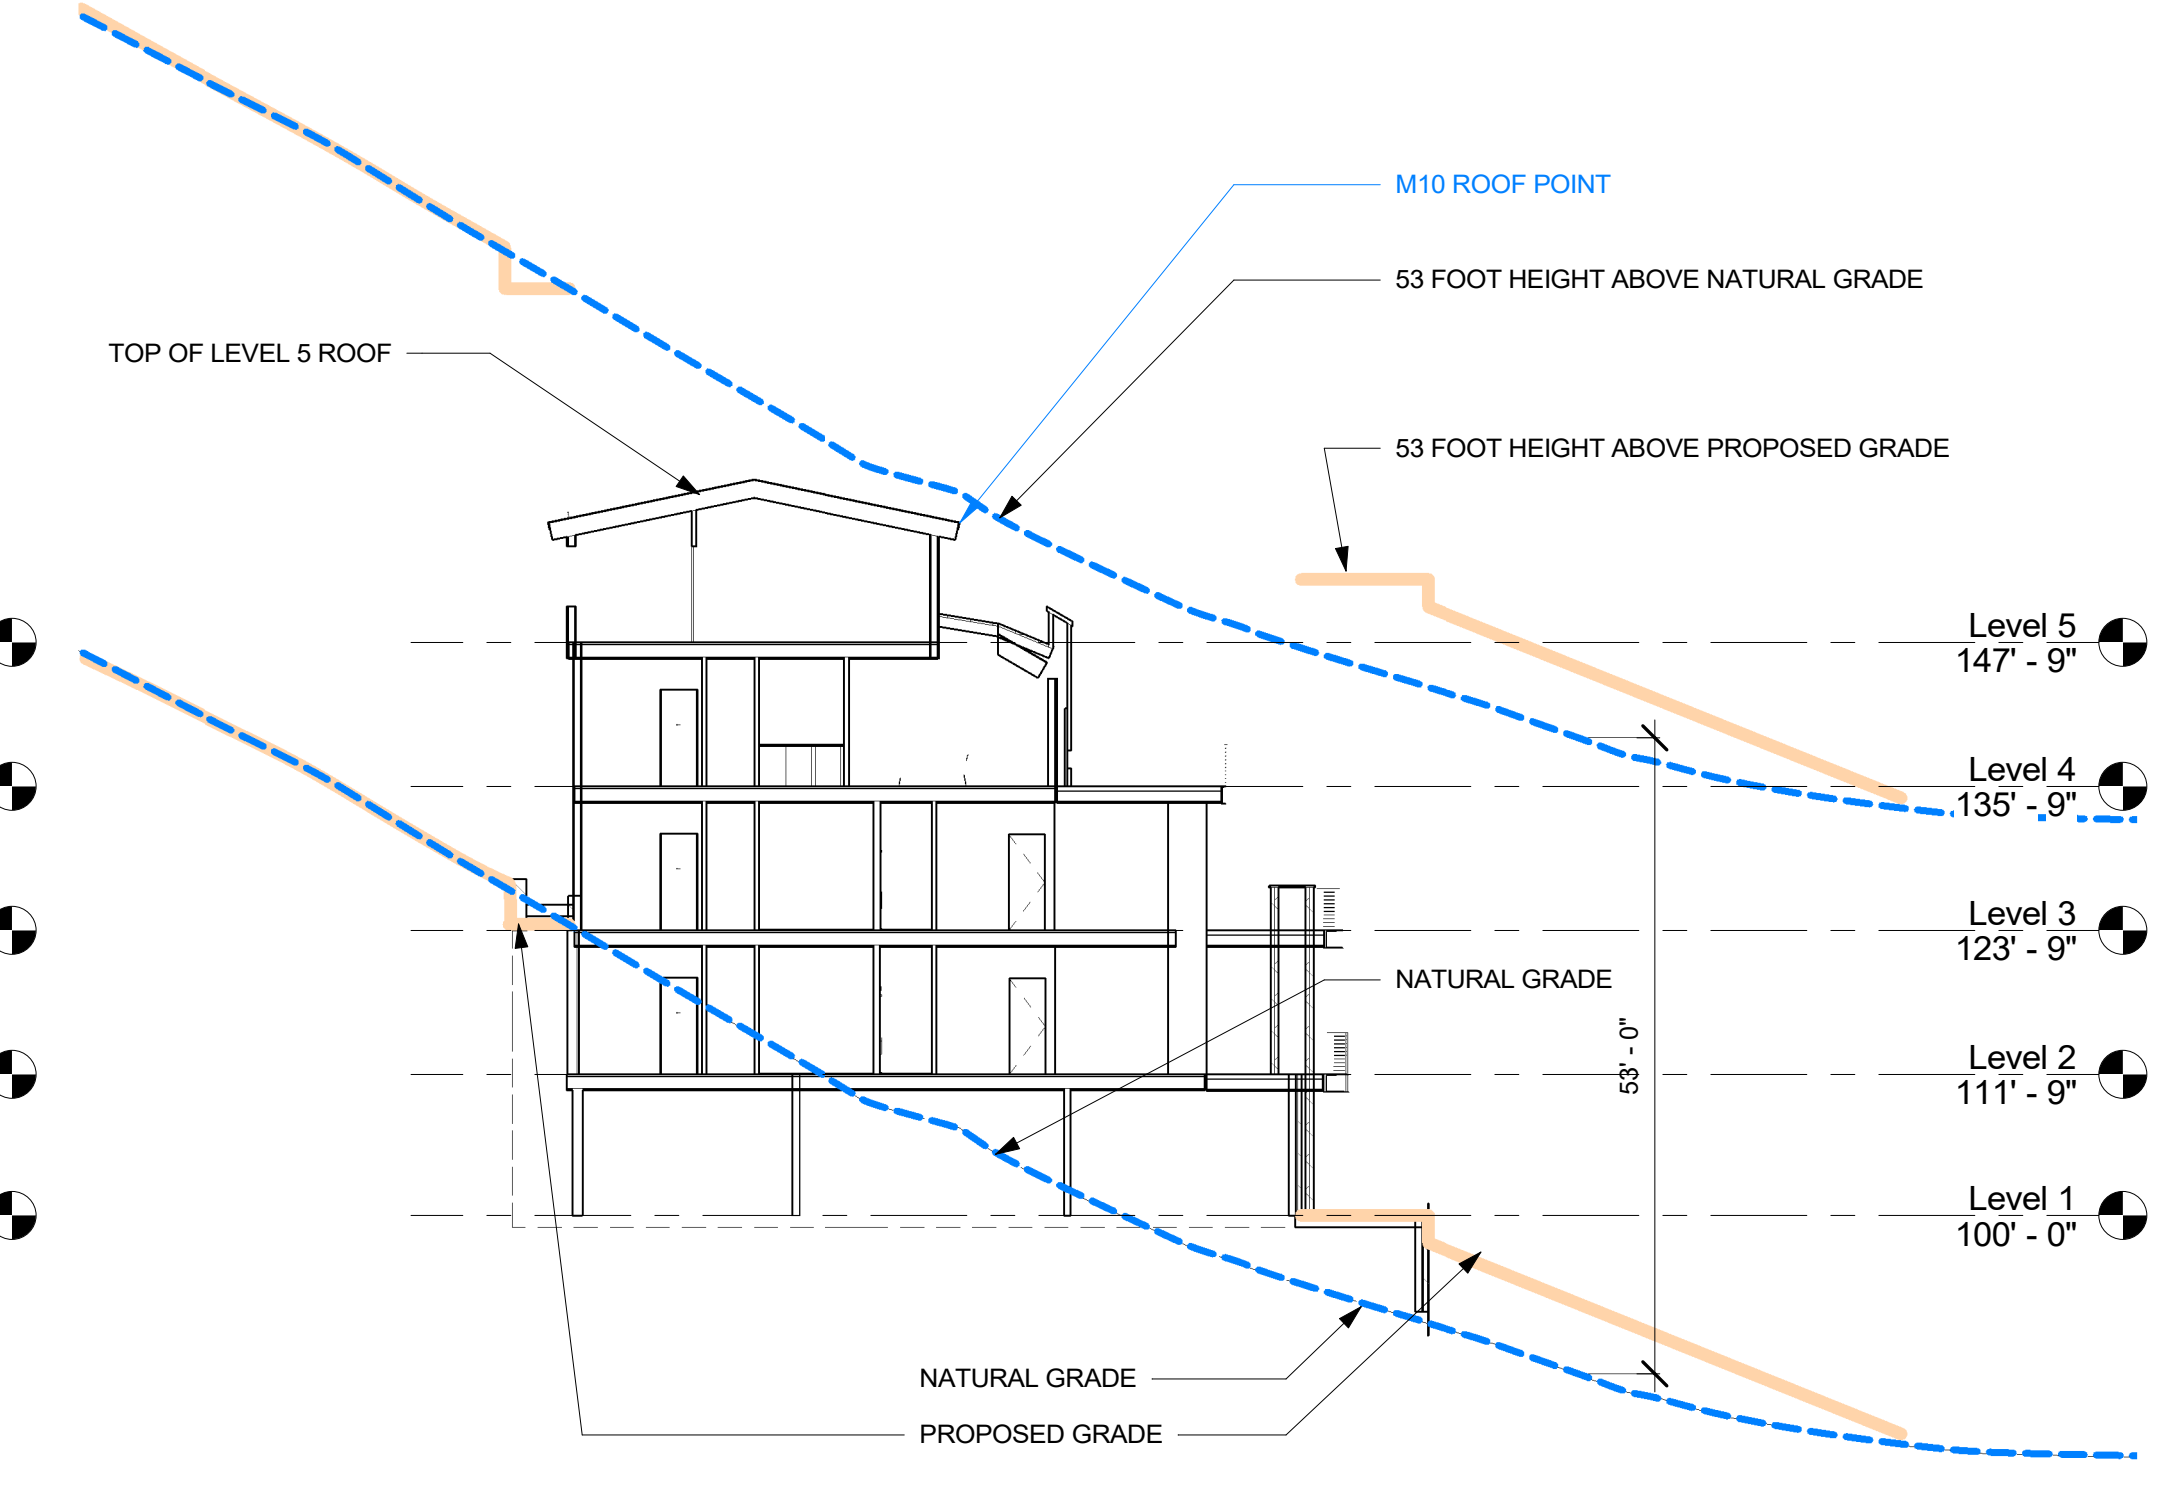 M10 ROOF POINT
53 FOOT HEIGHT ABOVE NATURAL GRADE
TOP OF LEVEL 5 ROOF
53 FOOT HEIGHT ABOVE PROPOSED GRADE
Level 5
147' - 9"
Level 4
135' - 9"
Level 3
123' - 9"
NATURAL GRADE
53' - 0"
Level 2
111' - 9"
Level 1
100' - 0"
NATURAL GRADE
PROPOSED GRADE